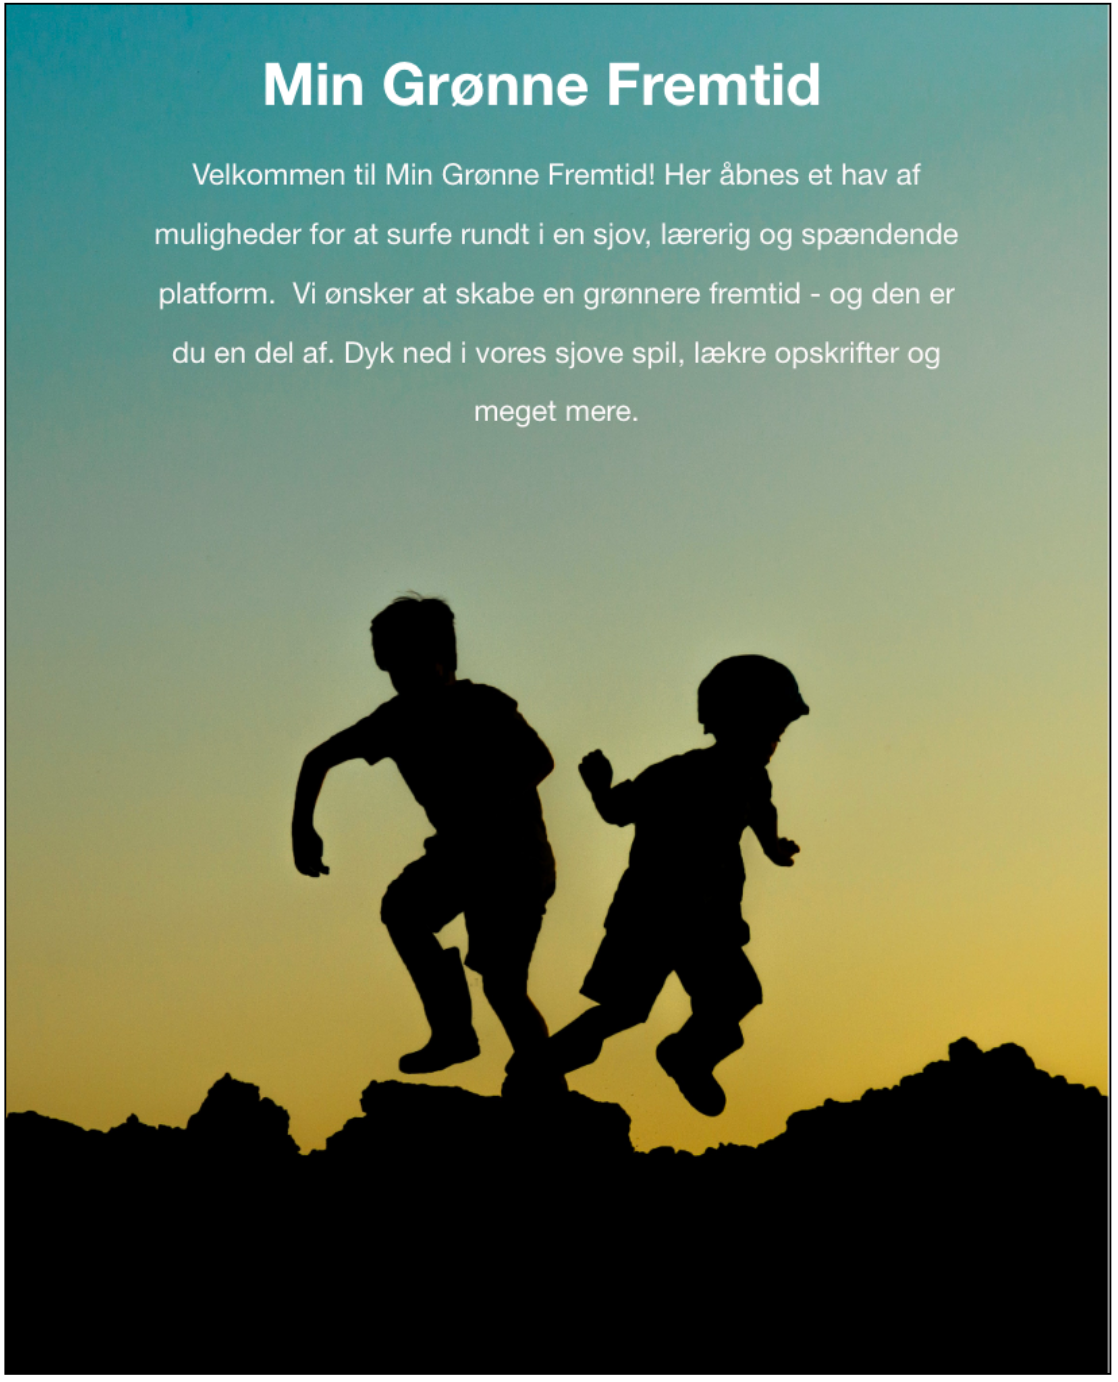 Min Grønne Fremtid
Velkommen til Min Grønne Fremtid! Her åbnes et hav af
muligheder for at surfe rundt i en sjov, lærerig og spændende
platform.  Vi ønsker at skabe en grønnere fremtid - og den er
du en del af. Dyk ned i vores sjove spil, lækre opskrifter og
meget mere.